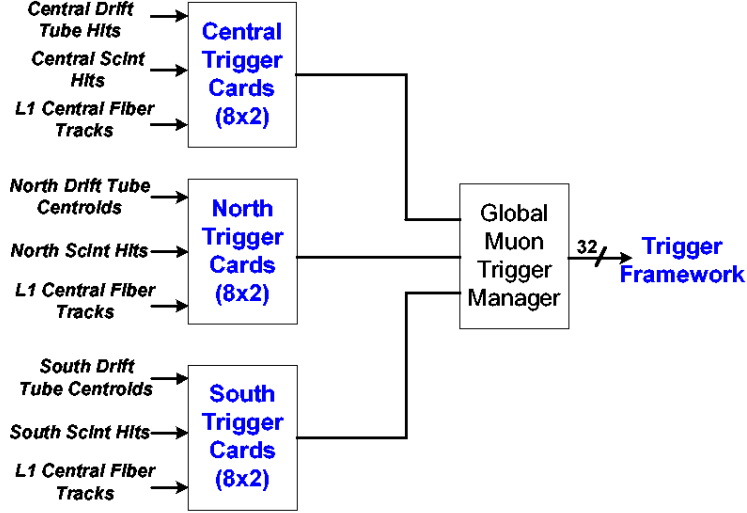 Central Drift
Tube Hits
Central Scint
Hits
L1 Central Fiber
Tracks
Central
Trigger
Cards
(8x2)
North Drift Tube
Centroids
North Scint Hits
L1 Central Fiber
Tracks
North
Trigger
Cards
(8x2)
South Drift
Tube Centroids
South Scint Hits
L1 Central Fiber
Tracks
South
Trigger
Cards
(8x2)
Global
Muon
Trigger
Manager
32
Trigger
Framework